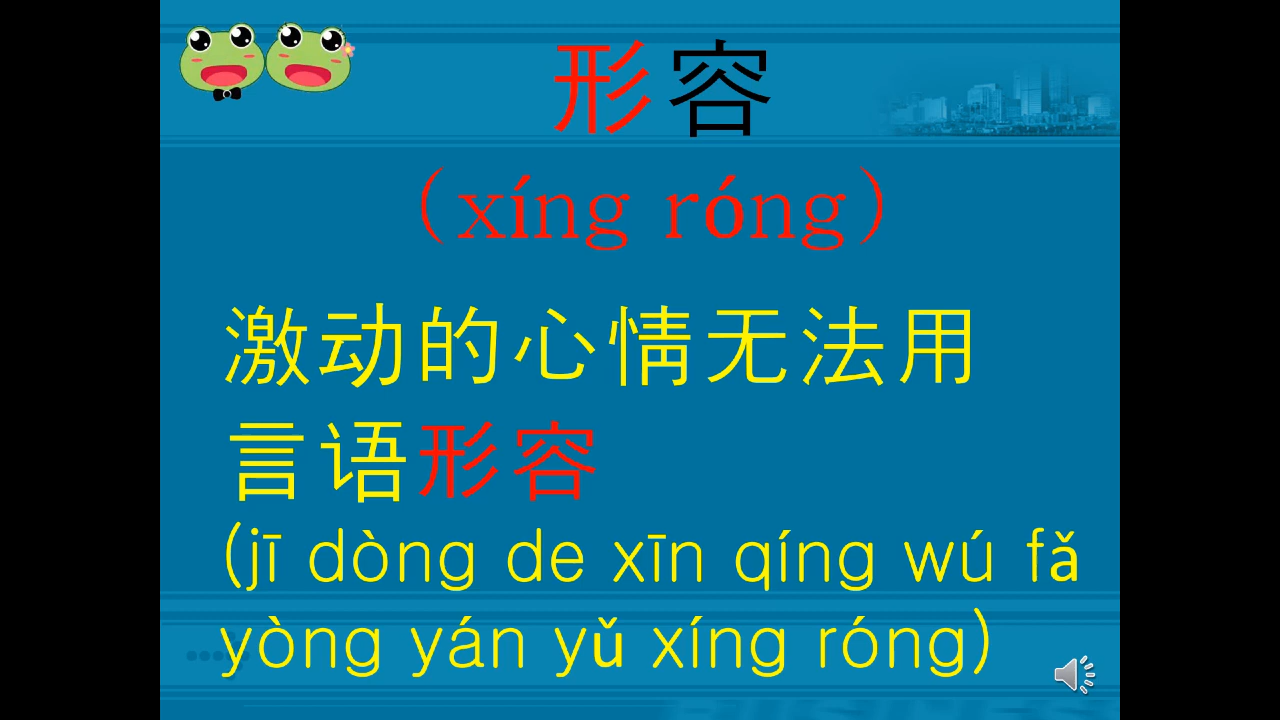 形容
（xíng róng）
激动的心情无法用
言语形容
(jī dòng de xīn qíng wú fǎ
yòng yán yǔ xíng róng)